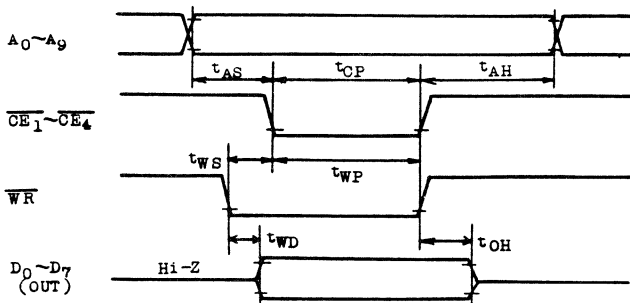 A0~A9
tAS
tCP
tAH
CE1~CE4
tWS
tWP
WR
tWD
tOH
D0~D7
(OUT)
Hi-Z